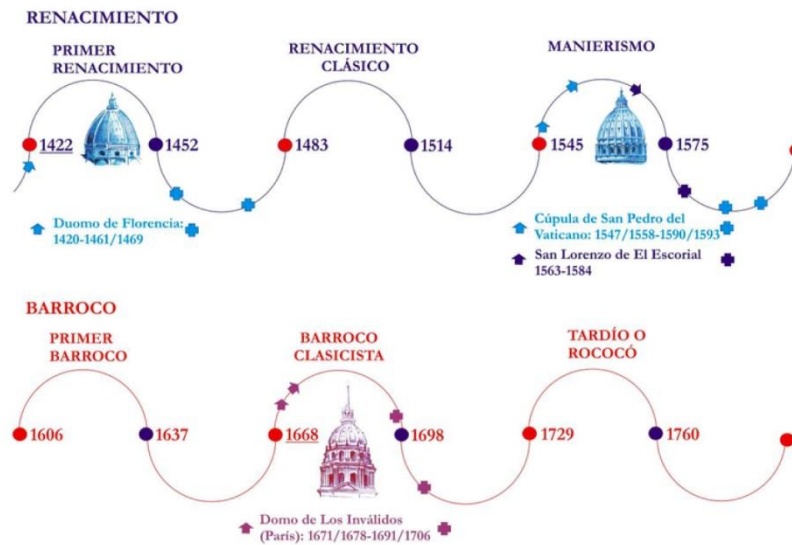 RENACIMIENTO
PRIMER
RENACIMIENTO
RENACIMIENTO
CLÁSICO
MANIERISMO
1422
1452
1483
1514
1545
1575
Duomo de Florencia:
1420-1461/1469
Cúpula de San Pedro del
Vaticano: 1547/1558-1590/1593
San Lorenzo de El Escorial
1563-1584
BARROCO
PRIMER
BARROCO
BARROCO
CLASICISTA
TARDÍO O
ROCOCÓ
1606
1637
1668
1698
1729
1760
Domo de Los Inválidos
(París): 1671/1678-1691/1706